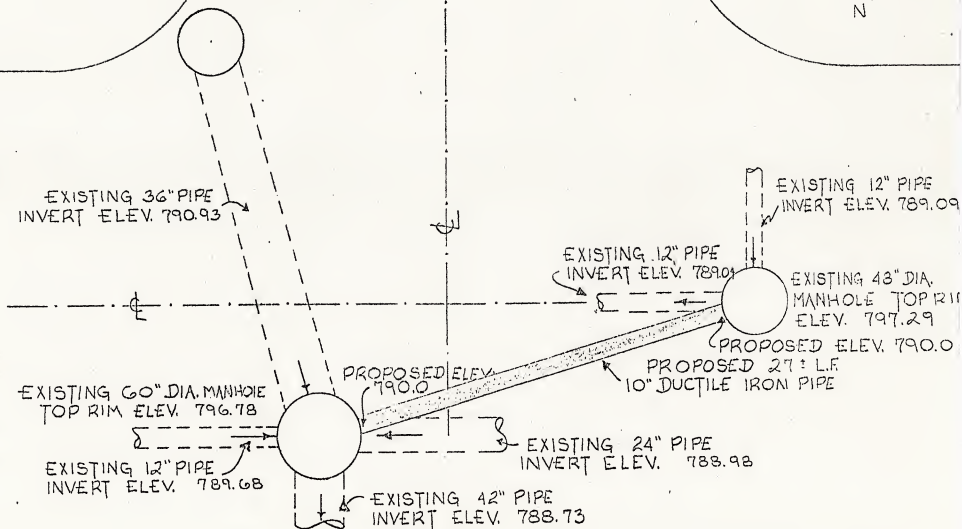 N
EXISTING 36" PIPE
INVERT ELEV. 790.93
EXISTING 12" PIPE
INVERT ELEV. 789.09
℄
EXISTING 12" PIPE
INVERT ELEV. 789.01
℄
EXISTING 48" DIA.
MANHOLE TOP RI
ELEV. 797.29
PROPOSED ELEV. 790.0
PROPOSED 27± L.F.
10" DUCTILE IRON PIPE
PROPOSED ELEV.
790.0
EXISTING 60" DIA. MANHOLE
TOP RIM ELEV. 796.78
EXISTING 12" PIPE
INVERT ELEV. 789.68
EXISTING 24" PIPE
INVERT ELEV. 788.98
EXISTING 42" PIPE
INVERT ELEV. 788.73